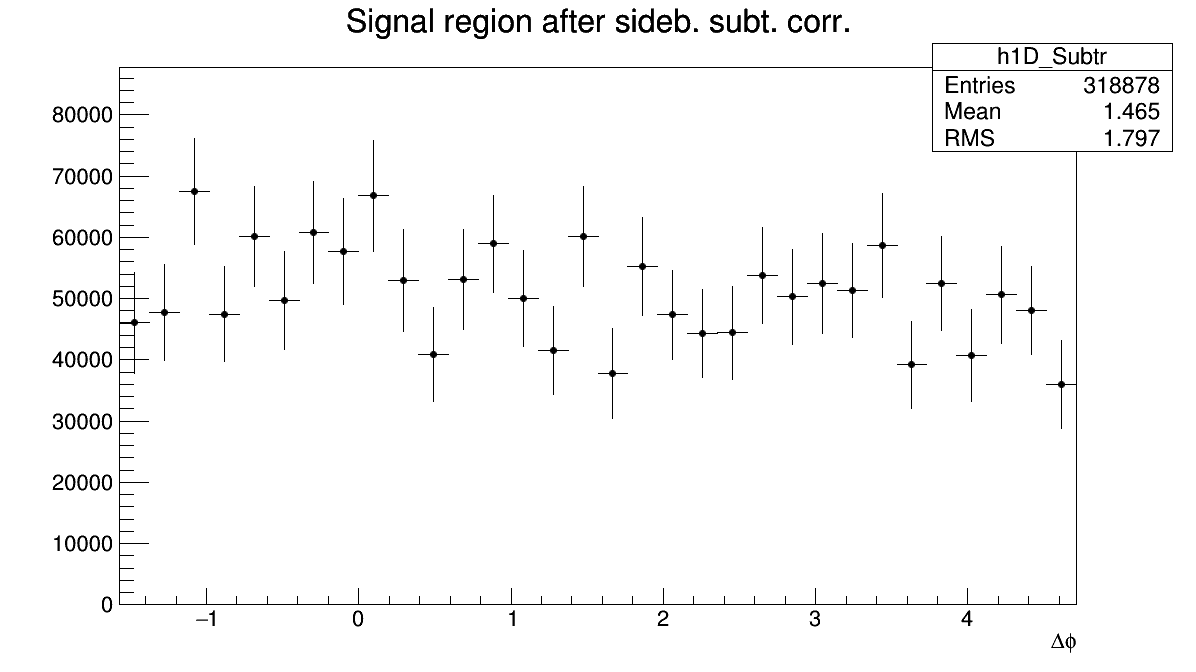 Signal region after sideb. subt. corr.
h1D_Subtr
Entries 318878
Mean 1.465
RMS 1.797
80000
70000
60000
50000
40000
30000
20000
10000
0
−1 0 1 2 3 4
Δϕ